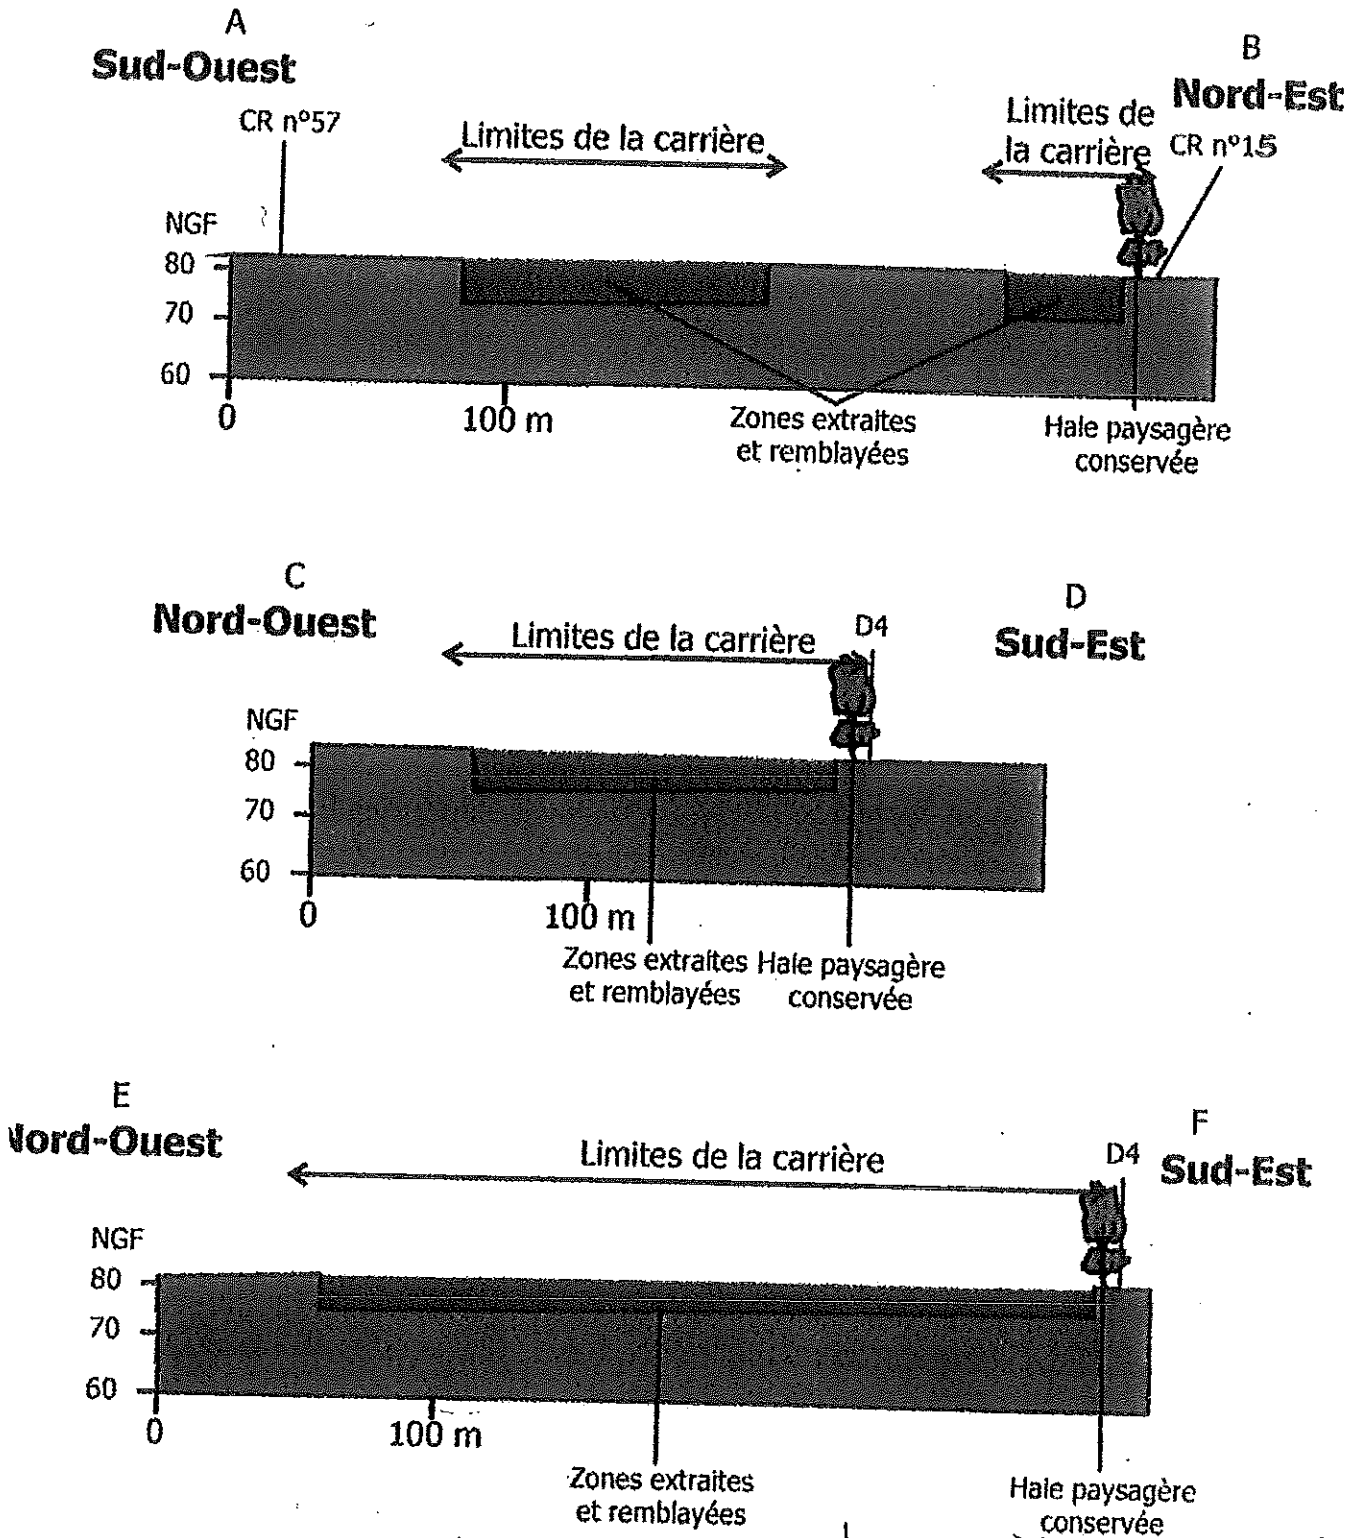 A
Sud-Ouest
B
Nord-Est
CR n°57
Limites de la carrière
Limites de
la carrière
CR n°15
NGF
80
70
60
0
100 m
Zones extraites
et remblayées
Haie paysagère
conservée
C
Nord-Ouest
D
Sud-Est
Limites de la carrière
D4
NGF
80
70
60
0
100 m
Zones extraites
et remblayées
Haie paysagère
conservée
E
Nord-Ouest
F
Sud-Est
Limites de la carrière
D4
NGF
80
70
60
0
100 m
Zones extraites
et remblayées
Haie paysagère
conservée